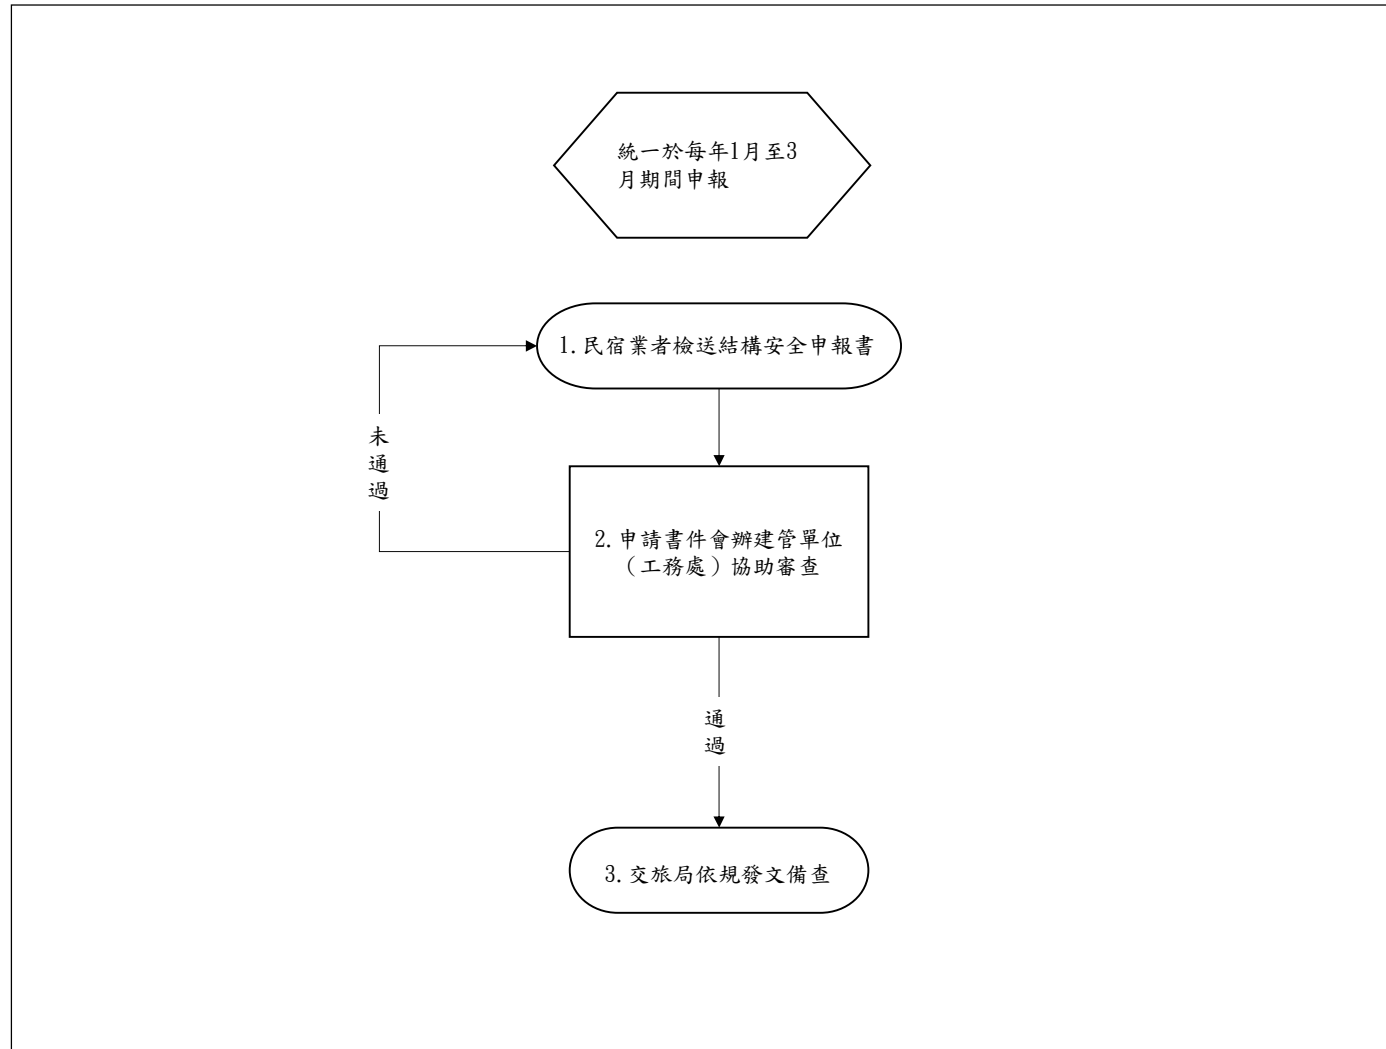 統一於每年1月至3
月期間申報
1.民宿業者檢送結構安全申報書
未
通
過
2.申請書件會辦建管單位
（工務處）協助審查
通
過
3.交旅局依規發文備查